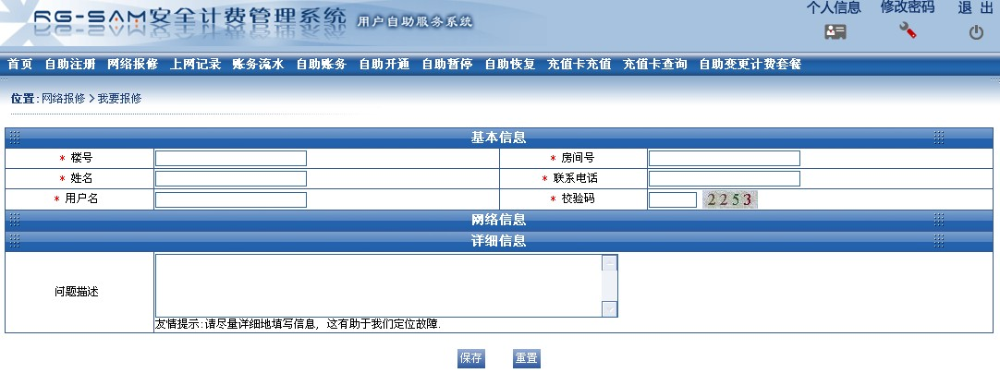 RG-SAM安全计费管理系统 用户自助服务系统
个人信息 修改密码 退 出
首页 自助注册 网络报修 上网记录 账务流水 自助账务 自助开通 自助暂停 自助恢复 充值卡充值 充值卡查询 自助变更计费套餐
位置:网络报修 > 我要报修
基本信息
* 楼号 * 房间号
* 姓名 * 联系电话
* 用户名 * 校验码 2253
网络信息
详细信息
问题描述
友情提示:请尽量详细地填写信息，这有助于我们定位故障.
保存 重置